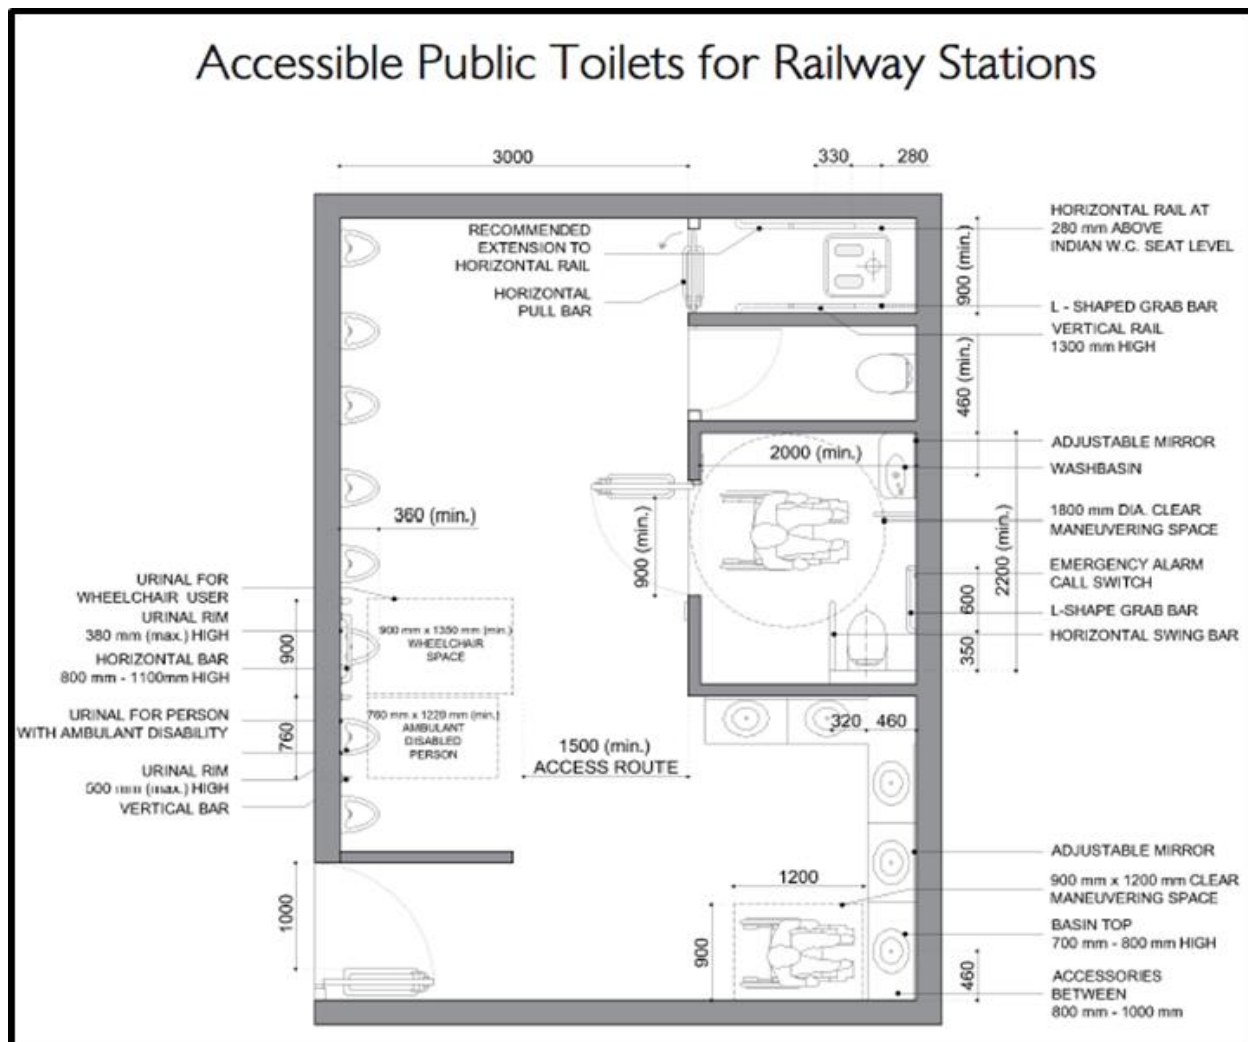 Accessible Public Toilets for Railway Stations
3000
330
280
RECOMMENDED
EXTENSION TO
HORIZONTAL RAIL
HORIZONTAL
PULL BAR
900 (min.)
HORIZONTAL RAIL AT
280 mm ABOVE
INDIAN W.C. SEAT LEVEL
L - SHAPED GRAB BAR
VERTICAL RAIL
1300 mm HIGH
460 (min.)
2000 (min.)
ADJUSTABLE MIRROR
WASHBASIN
1800 mm DIA. CLEAR
MANEUVERING SPACE
EMERGENCY ALARM
CALL SWITCH
L-SHAPE GRAB BAR
HORIZONTAL SWING BAR
2200 (min.)
600
350
900 (min.)
360 (min.)
URINAL FOR
WHEELCHAIR USER
URINAL RIM
380 mm (max.) HIGH
HORIZONTAL BAR
800 mm - 1100mm HIGH
URINAL FOR PERSON
WITH AMBULANT DISABILITY
URINAL RIM
500 mm (max.) HIGH
VERTICAL BAR
900
760
900 mm x 1350 mm (min.)
WHEELCHAIR
SPACE
760 mm x 1220 mm (min.)
AMBULANT
DISABLED
PERSON
1500 (min.)
ACCESS ROUTE
320
460
1000
1200
900
460
ADJUSTABLE MIRROR
900 mm x 1200 mm CLEAR
MANEUVERING SPACE
BASIN TOP
700 mm - 800 mm HIGH
ACCESSORIES
BETWEEN
800 mm - 1000 mm